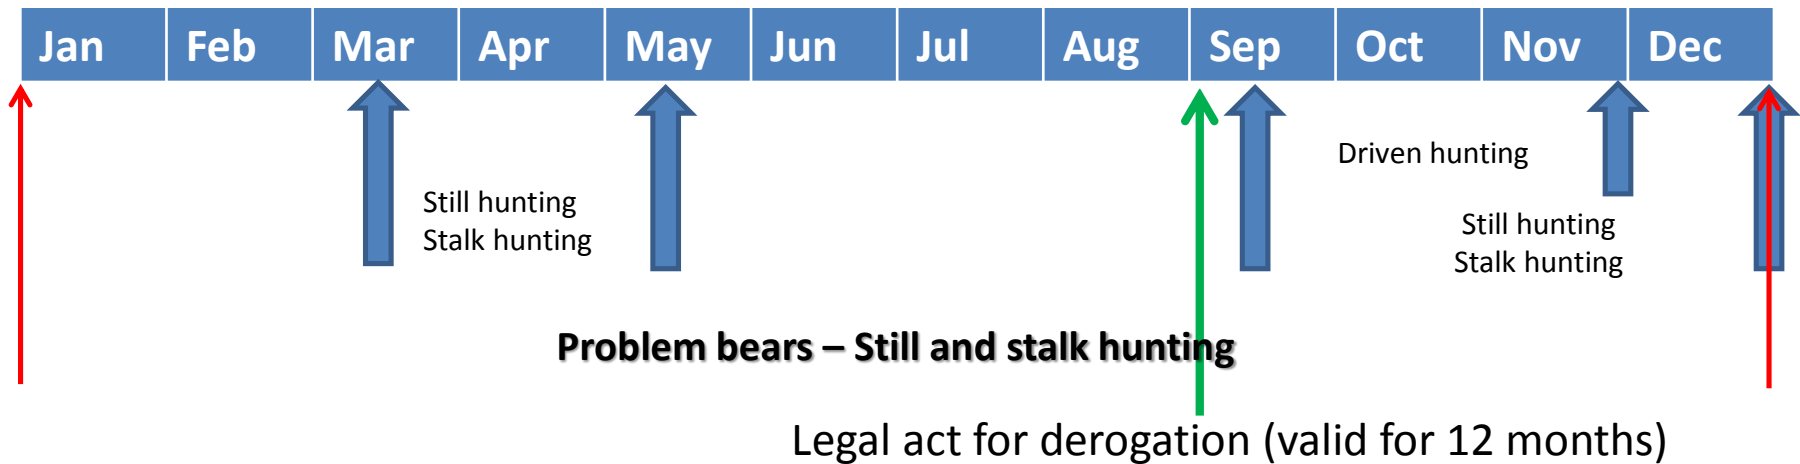 Jan Feb Mar Apr May Jun Jul Aug Sep Oct Nov Dec
Driven hunting
Still hunting
Stalk hunting
Still hunting
Stalk hunting
Problem bears – Still and stalk hunting
Legal act for derogation (valid for 12 months)